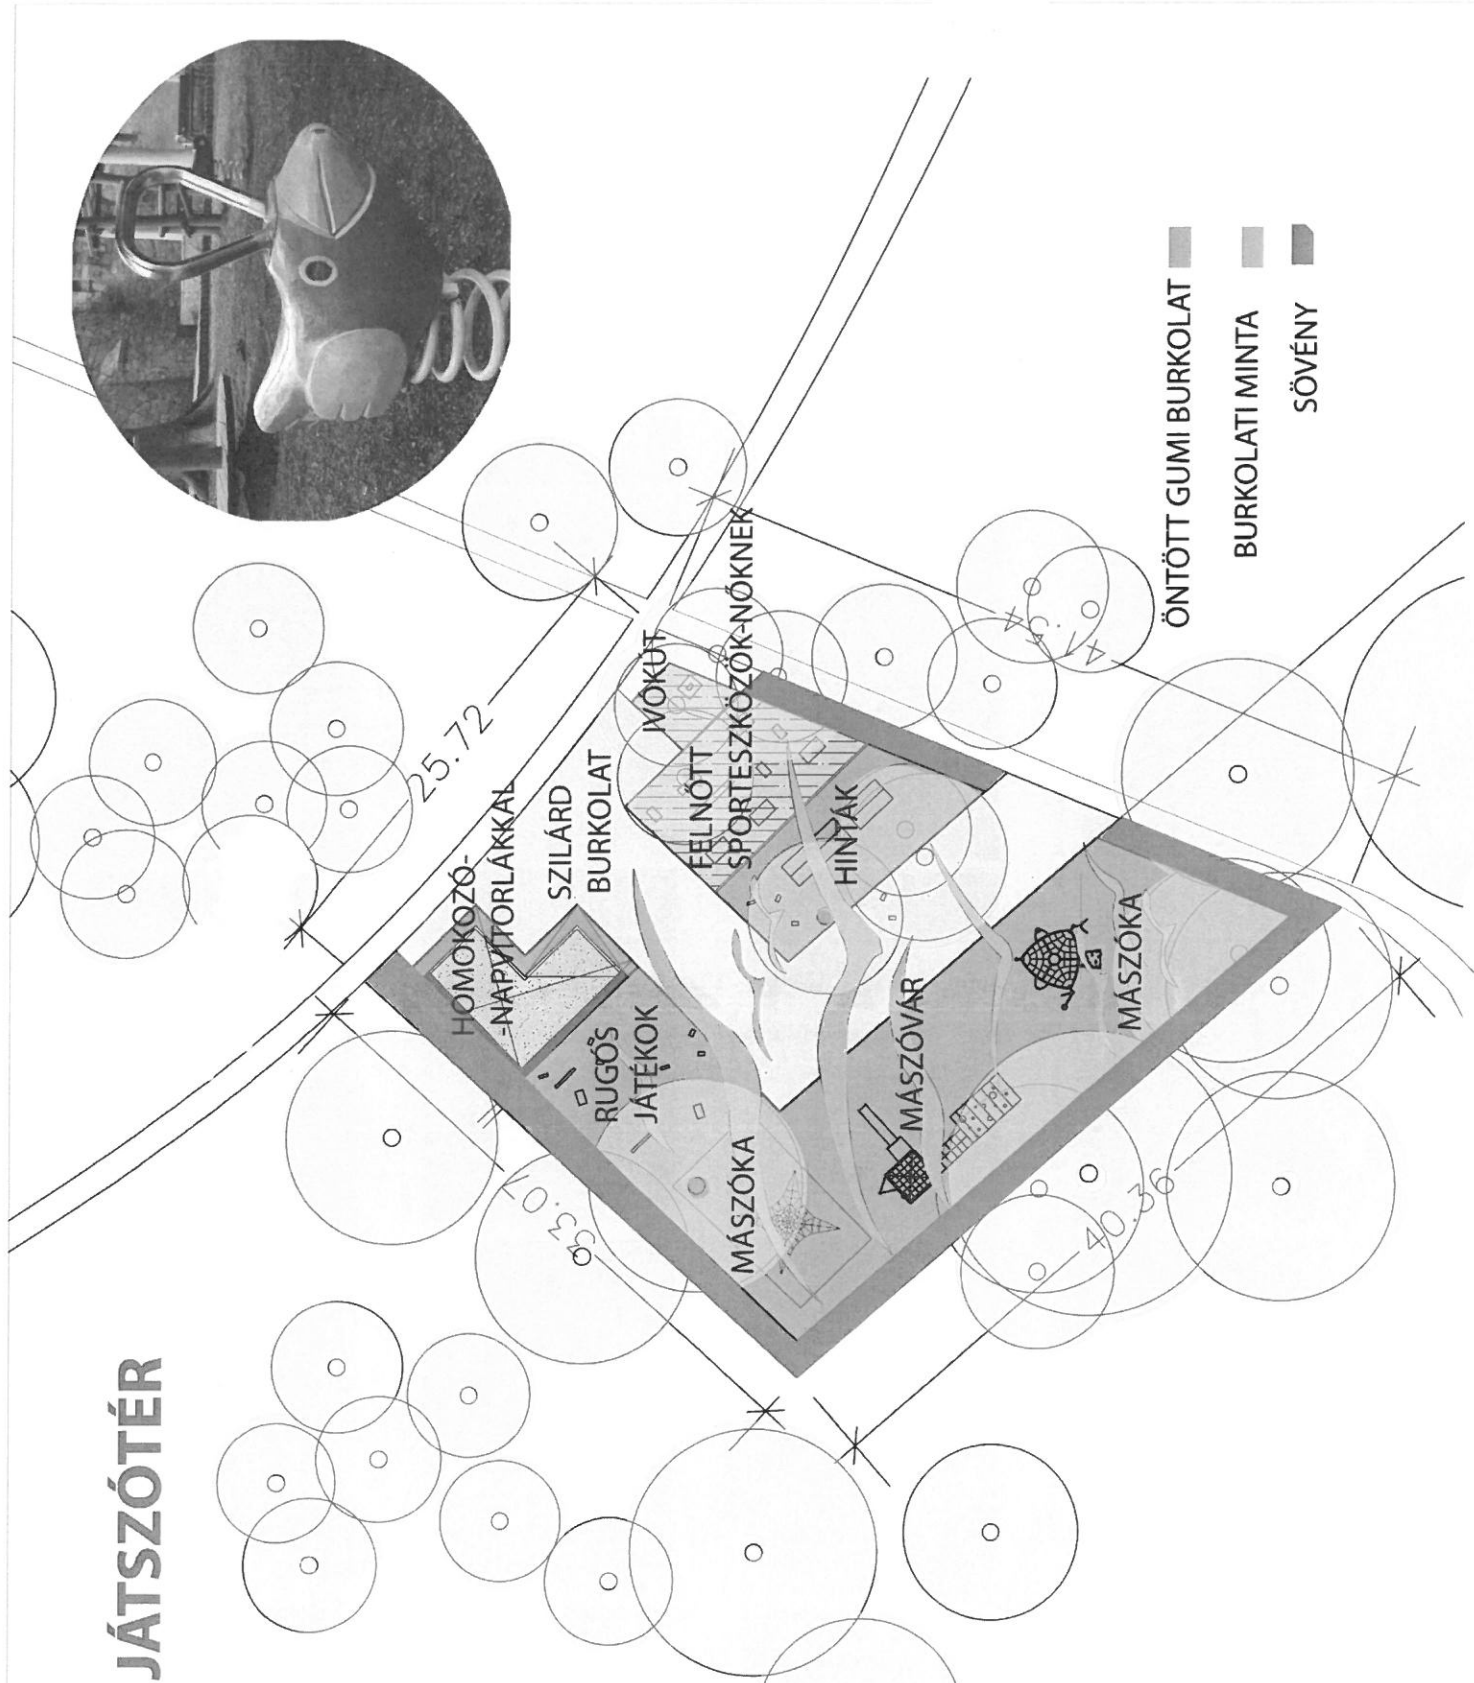 JÁTSZÓTÉR
HOMOKOZÓ-
-NAPVITORLÁKKAL
SZILÁRD
BURKOLAT
RUGÓS
JÁTÉKOK
IVÓKÚT
FELNŐTT
SPORTESZKÖZÖK-NŐKNEK
HINTÁK
MÁSZÓKA
MÁSZÓVÁR
MÁSZÓKA
25.72
33.07
40.36
41.34
ÖNTÖTT GUMI BURKOLAT
BURKOLATI MINTA
SÖVÉNY